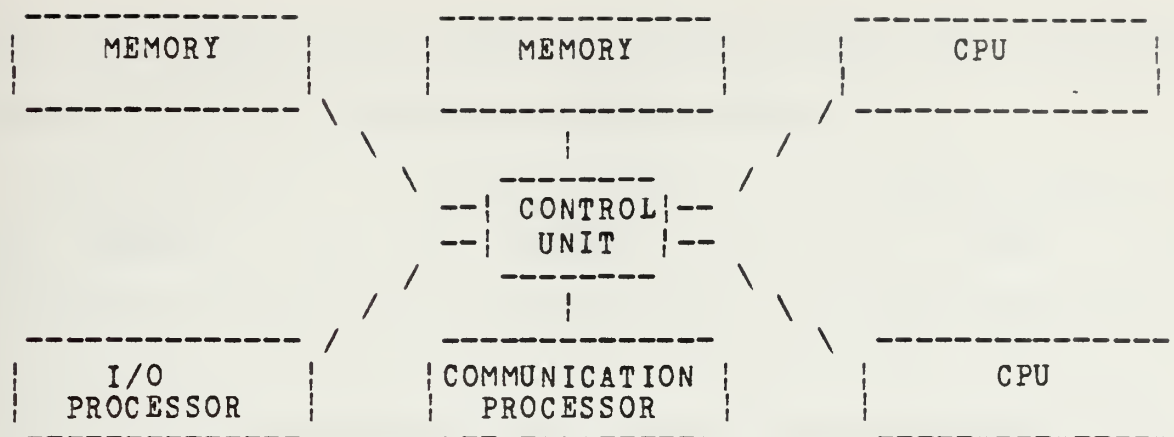 MEMORY
MEMORY
CPU
CONTROL
UNIT
I/O
PROCESSOR
COMMUNICATION
PROCESSOR
CPU